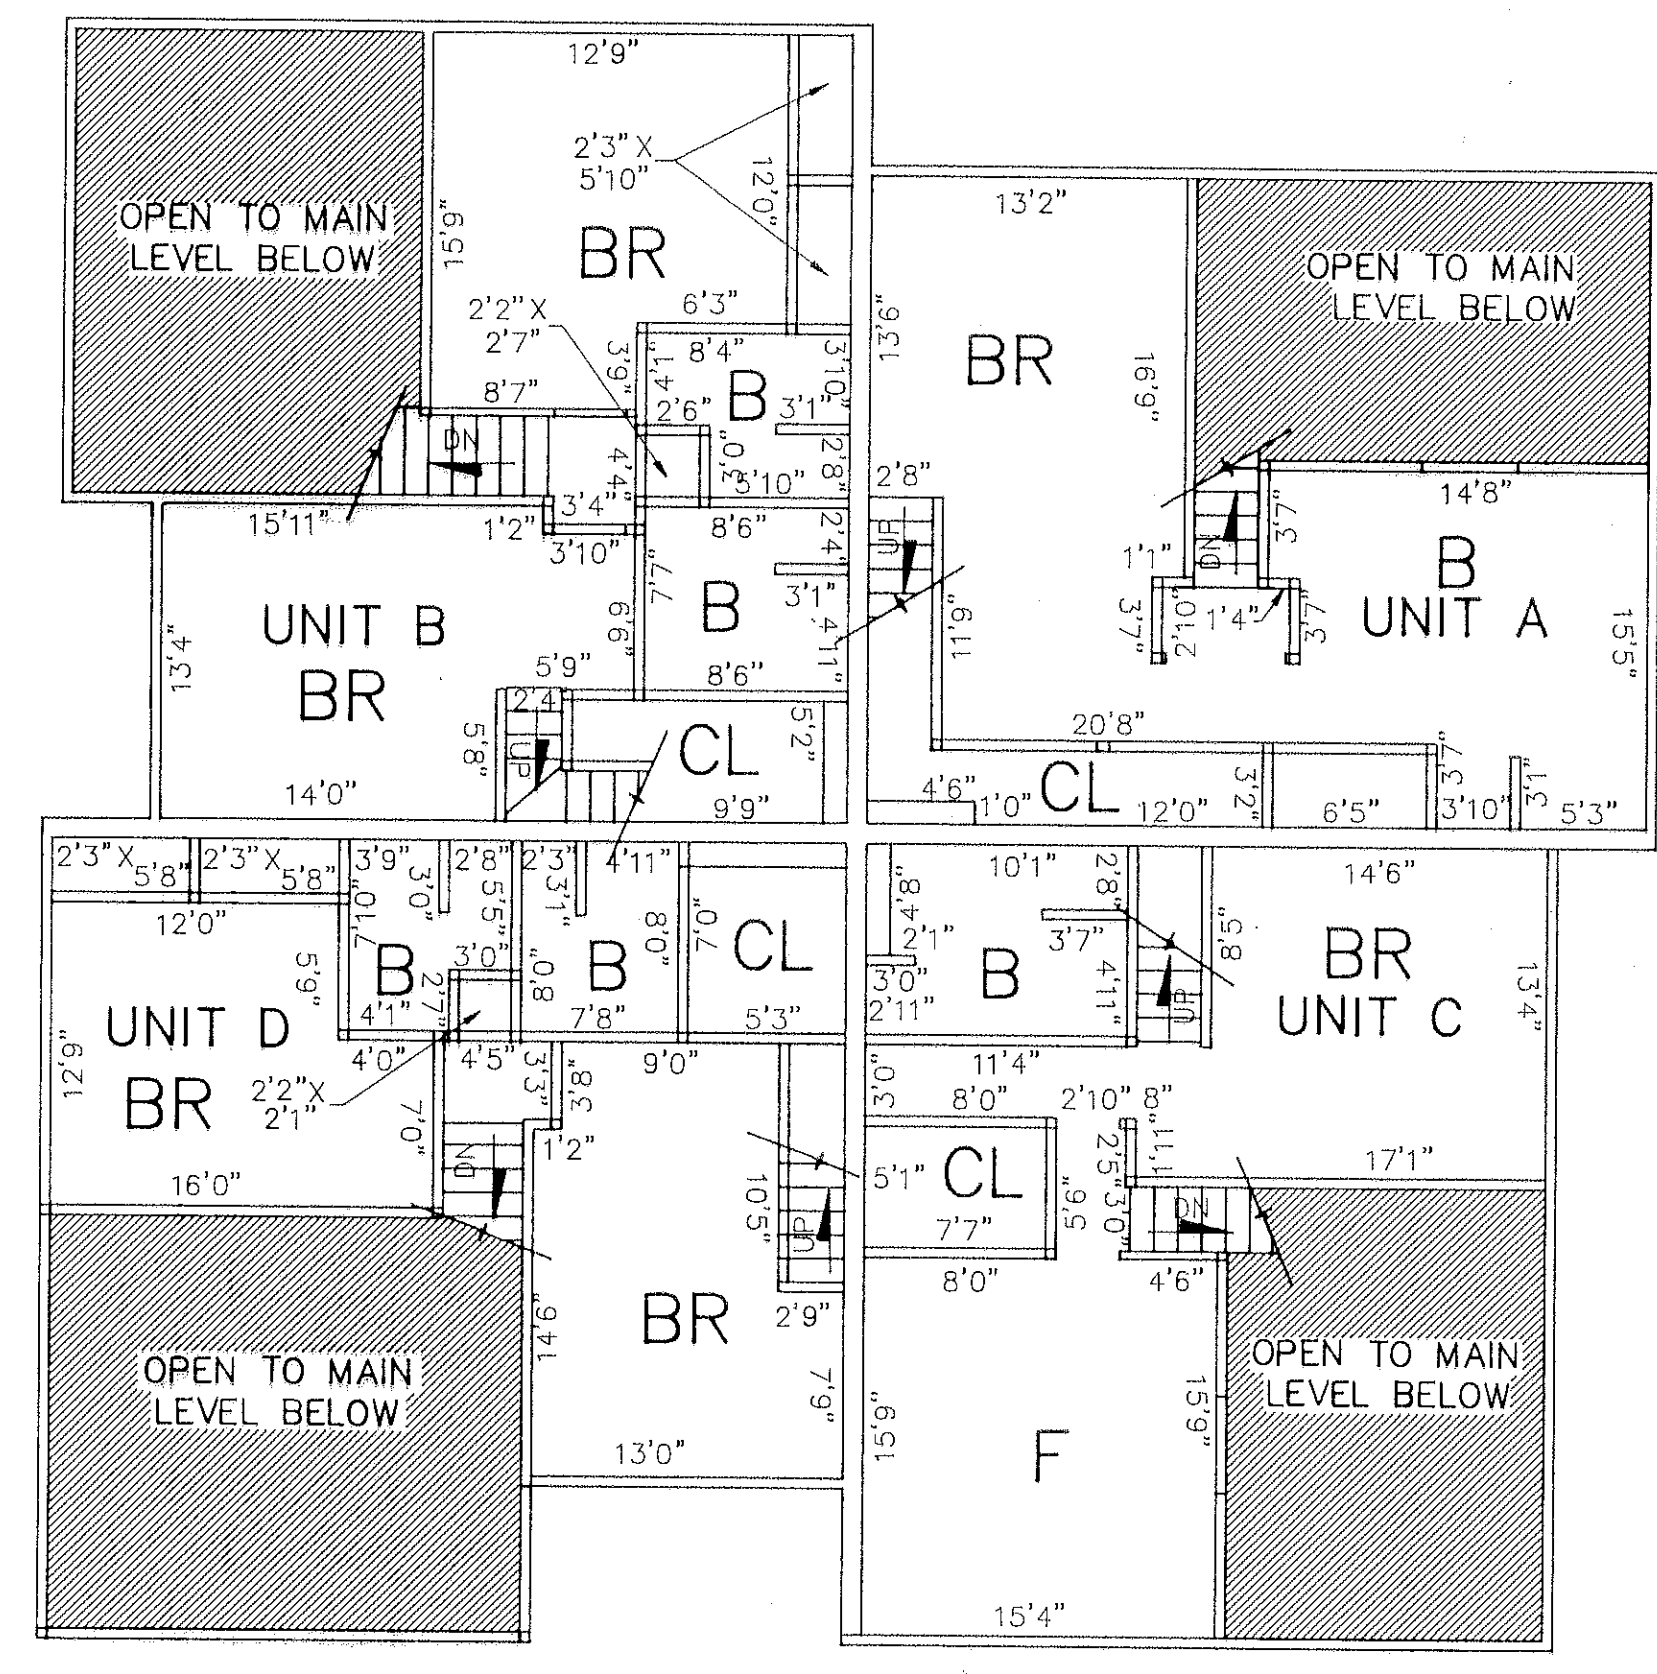 12'9"
2'3" X
5'10"
12'0"
OPEN TO MAIN
LEVEL BELOW
15'9"
BR
2'2" X
2'7"
6'3"
8'4"
3'9"
4'1"
3'10"
B
2'6"
3'1"
8'7"
DN
4'4"
3'0"
2'8"
5'10"
3'4"
15'11"
1'2"
3'10"
8'6"
2'4"
7'7"
3'1"
B
UNIT B
BR
13'4"
9'6"
4'11"
5'9"
8'6"
2'4
5'8"
UP
CL
5'2"
14'0"
9'9"
13'2"
OPEN TO MAIN
LEVEL BELOW
13'6"
BR
16'9"
2'8"
14'8"
UP
3'7"
DN
1'1"
B
UNIT A
11'9"
3'7"
2'10"
1'4"
3'7"
15'5"
20'8"
4'6"
1'0"
CL
12'0"
3'2"
6'5"
3'7"
3'10"
3'1"
5'3"
2'3" X
5'8"
2'3" X
5'8"
3'9"
2'8"
2'3"
4'11"
3'0"
5'5"
3'1"
12'0"
7'10"
8'0"
7'0"
CL
B
3'0"
B
8'0"
5'9"
2'7"
UNIT D
4'1"
7'8"
5'3"
4'0"
4'5"
9'0"
12'9"
BR
2'2"X
2'1"
3'3"
3'8"
7'0"
DN
1'2"
16'0"
10'5"
UP
BR
2'9"
14'6"
OPEN TO MAIN
LEVEL BELOW
7'9"
13'0"
10'1"
2'8"
14'6"
4'8"
2'1"
3'7"
8'5"
BR
UNIT C
B
3'0"
2'11"
4'11"
UP
13'4"
11'4"
3'0"
8'0"
2'10"
8"
CL
5'1"
2'5"
1'11"
17'1"
7'7"
5'9"
3'0"
DN
8'0"
4'6"
OPEN TO MAIN
LEVEL BELOW
15'9"
F
15'9"
15'4"